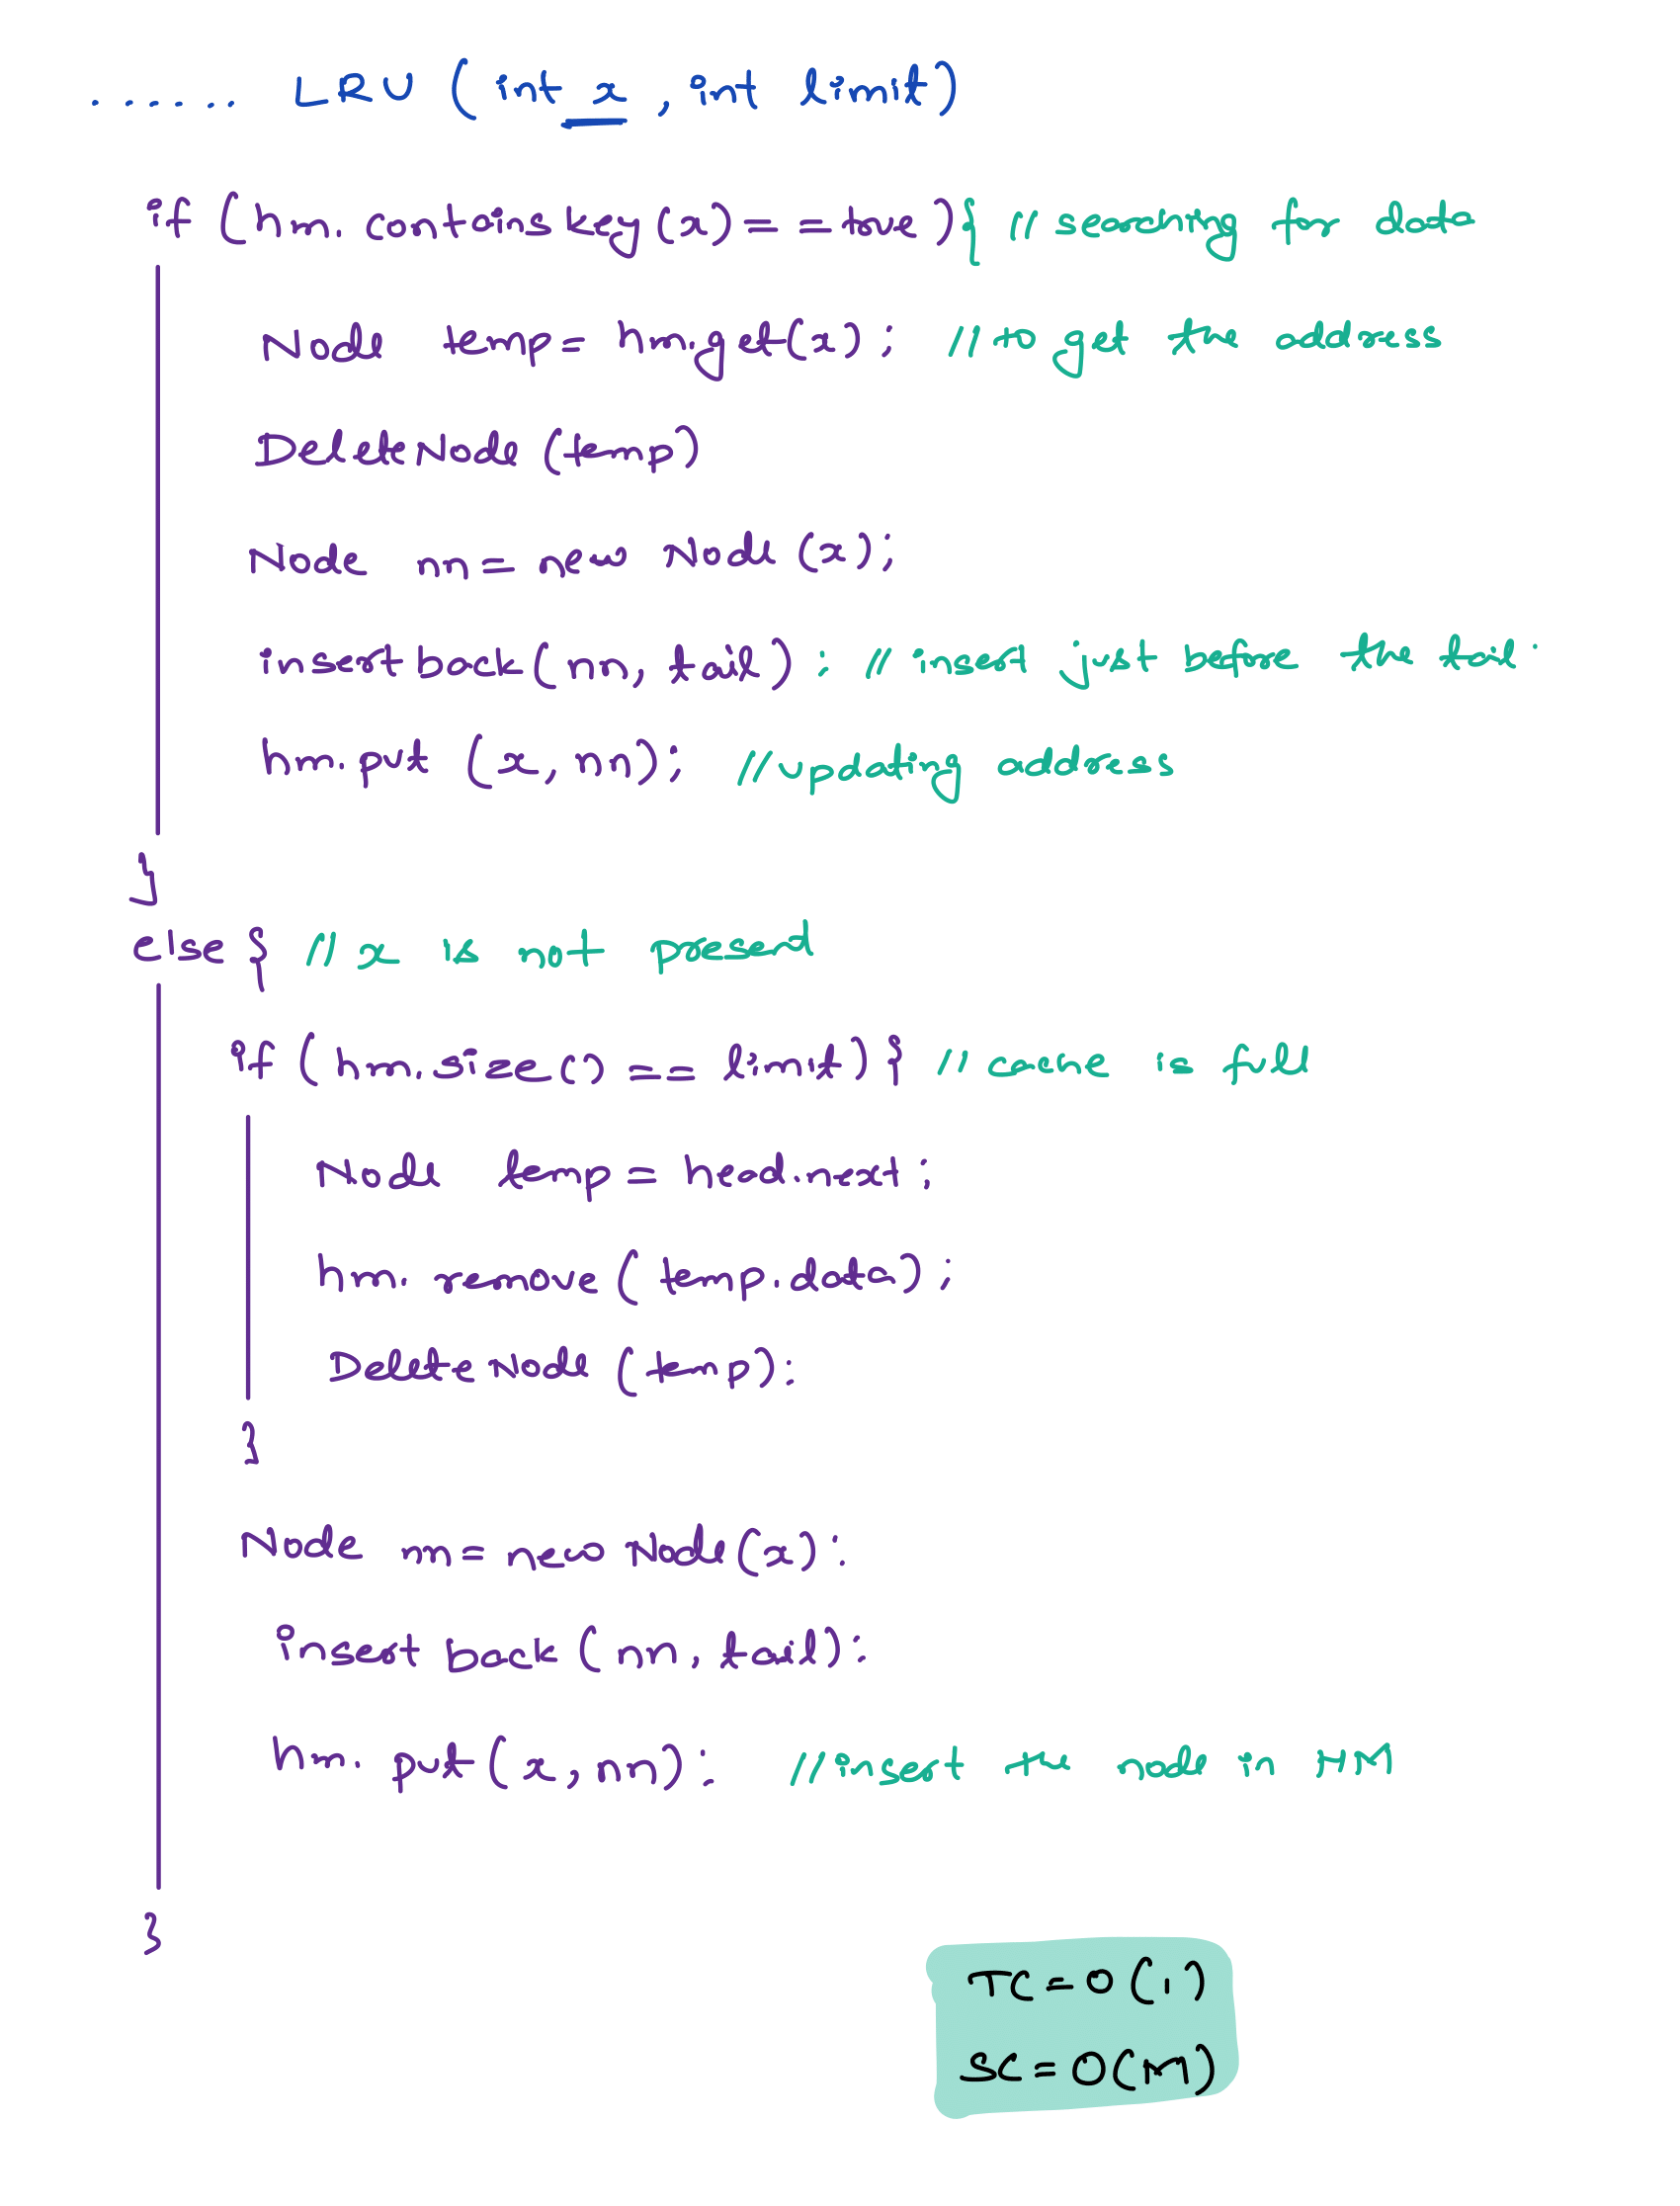 ...... LRU (int x, int limit)
if (hm. contains key (x) == true) { // searching for data
Node temp = hm.get(x); // to get the address
DeleteNode (temp)
Node nn = new Node (x);
insert back (nn, tail); // insert just before the tail.
hm.put (x, nn); // updating address
}
else { // x is not present
if (hm.size() == limit) { // cache is full
Node temp = head.next;
hm. remove (temp.data);
Delete Node (temp);
}
Node nn = new Node (x);
insert back (nn, tail);
hm. put (x, nn); // insert the node in HM
}
TC = O(1)
SC = O(M)